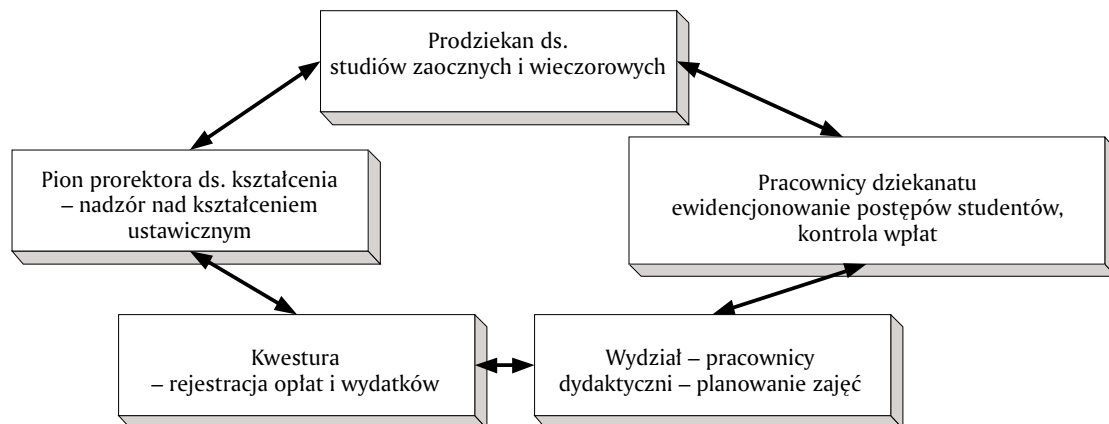 Prodziekan ds.
studiów zaocznych i wieczorowych
Pion prorektora ds. kształcenia
– nadzór nad kształceniem
ustawicznym
Pracownicy dziekanatu
ewidencjonowanie postępów studentów,
kontrola wpłat
Kwestura
– rejestracja opłat i wydatków
Wydział – pracownicy
dydaktyczni – planowanie zajęć